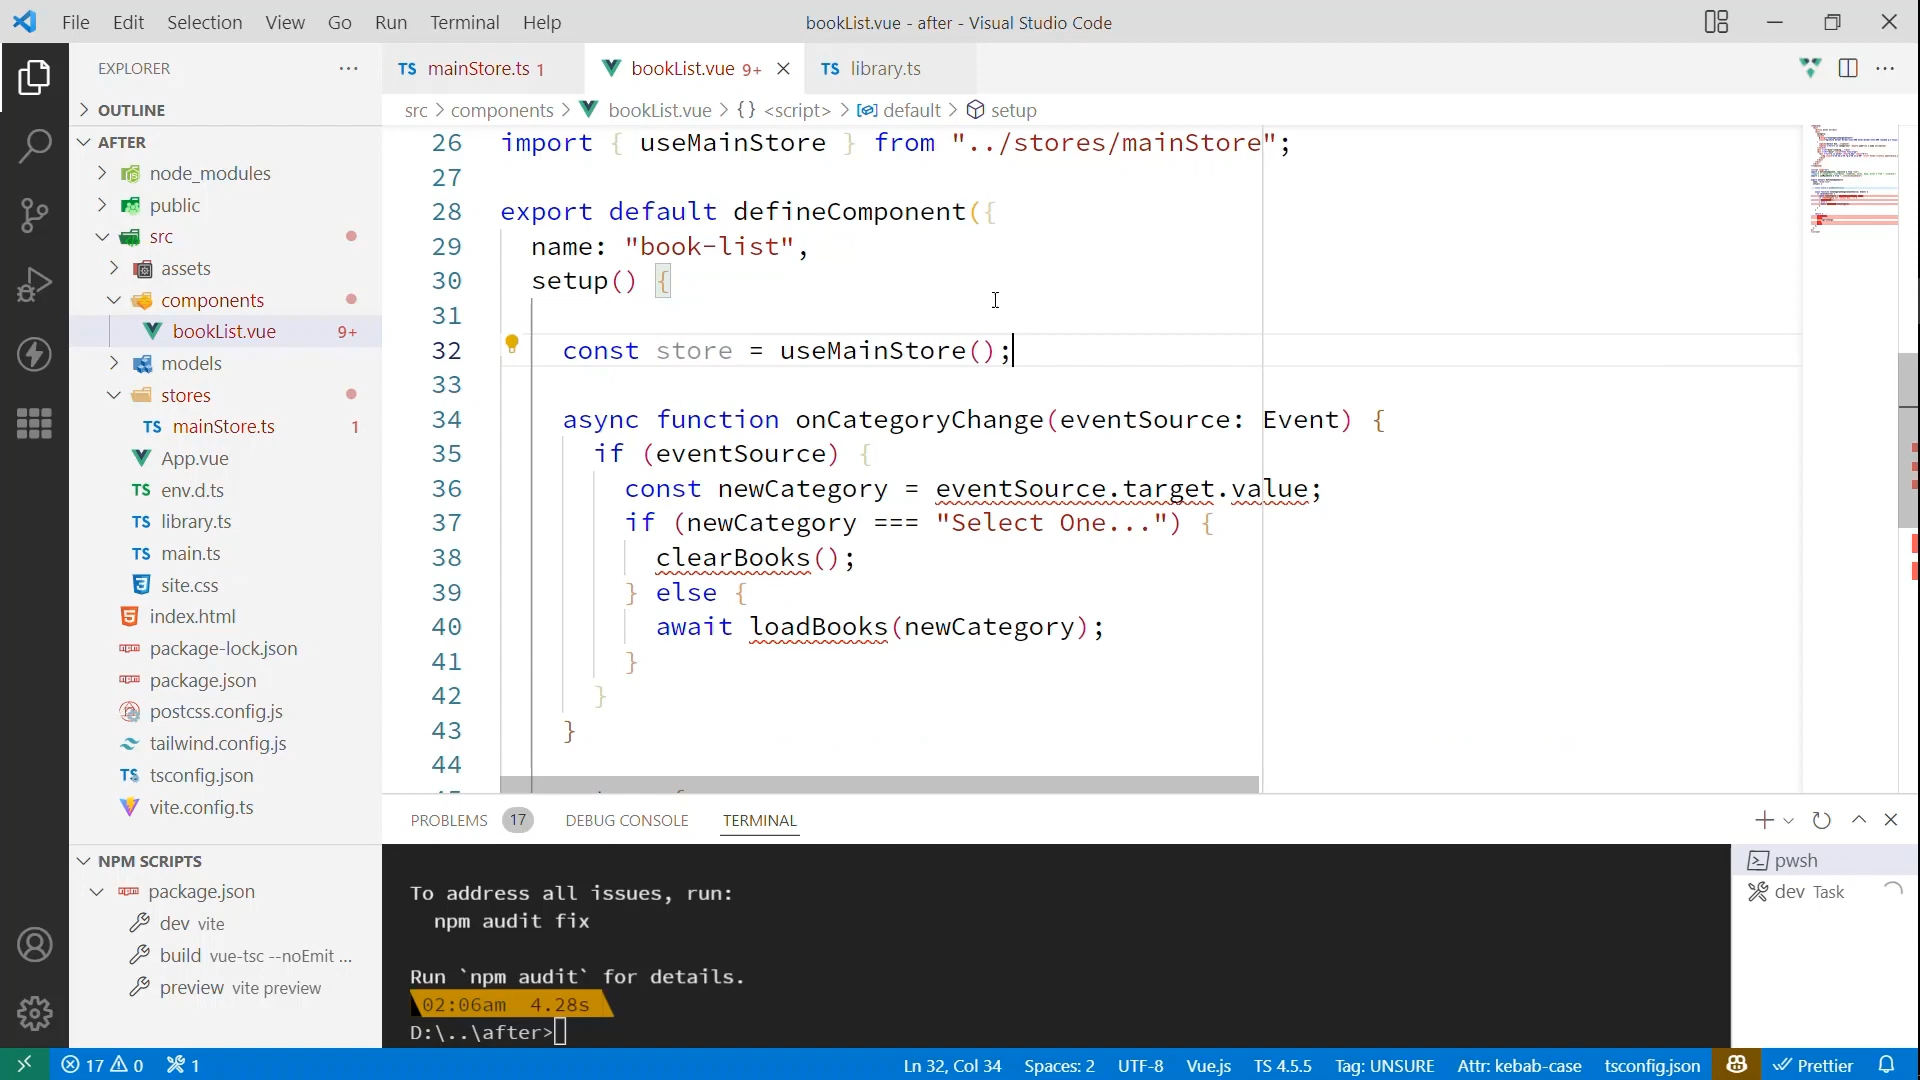 File Edit Selection View Go Run Terminal Help
bookList.vue - after - Visual Studio Code
EXPLORER
OUTLINE
AFTER
node_modules
public
src
assets
components
bookList.vue 9+
models
stores
TS mainStore.ts 1
App.vue
TS env.d.ts
TS library.ts
TS main.ts
site.css
index.html
package-lock.json
package.json
postcss.config.js
tailwind.config.js
TS tsconfig.json
vite.config.ts
NPM SCRIPTS
package.json
dev vite
build vue-tsc --noEmit ...
preview vite preview
TS mainStore.ts 1
bookList.vue 9+
TS library.ts
src > components > bookList.vue > {} <script> > default > setup
26 import { useMainStore } from "../stores/mainStore";
27
28 export default defineComponent({
29 name: "book-list",
30 setup() {
31
32 const store = useMainStore();
33
34 async function onCategoryChange(eventSource: Event) {
35 if (eventSource) {
36 const newCategory = eventSource.target.value;
37 if (newCategory === "Select One...") {
38 clearBooks();
39 } else {
40 await loadBooks(newCategory);
41 }
42 }
43 }
44
PROBLEMS 17 DEBUG CONSOLE TERMINAL
To address all issues, run:
npm audit fix
Run `npm audit` for details.
02:06am 4.28s
D:\..\after>
pwsh
dev Task
17 0 1
Ln 32, Col 34 Spaces: 2 UTF-8 Vue.js TS 4.5.5 Tag: UNSURE Attr: kebab-case tsconfig.json Prettier